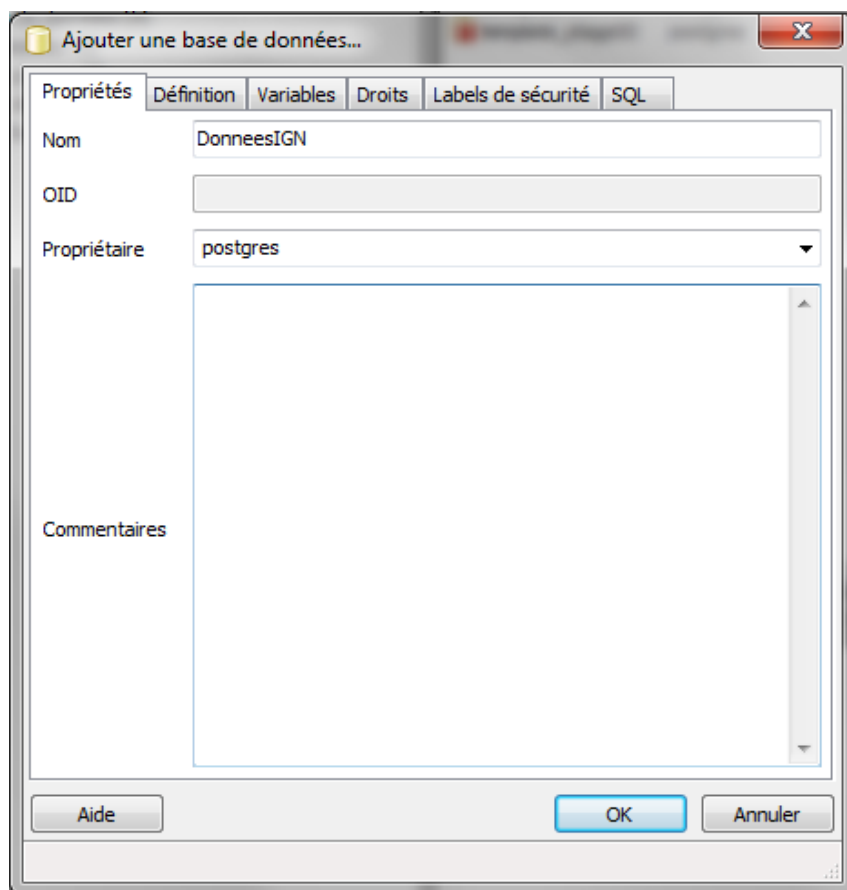 Ajouter une base de données...
Propriétés Définition Variables Droits Labels de sécurité SQL
Nom DonneesIGN
OID
Propriétaire postgres
Commentaires
Aide OK Annuler